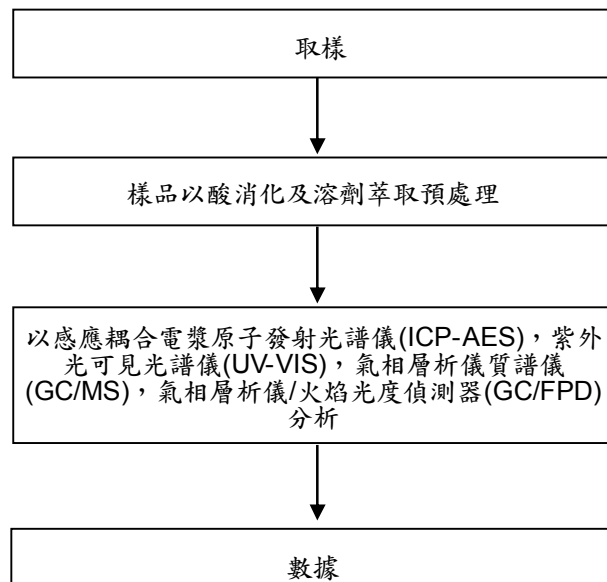 取樣
樣品以酸消化及溶劑萃取預處理
以感應耦合電漿原子發射光譜儀(ICP-AES)，紫外
光可見光譜儀(UV-VIS)，氣相層析儀質譜儀
(GC/MS)，氣相層析儀/火焰光度偵測器(GC/FPD)
分析
數據